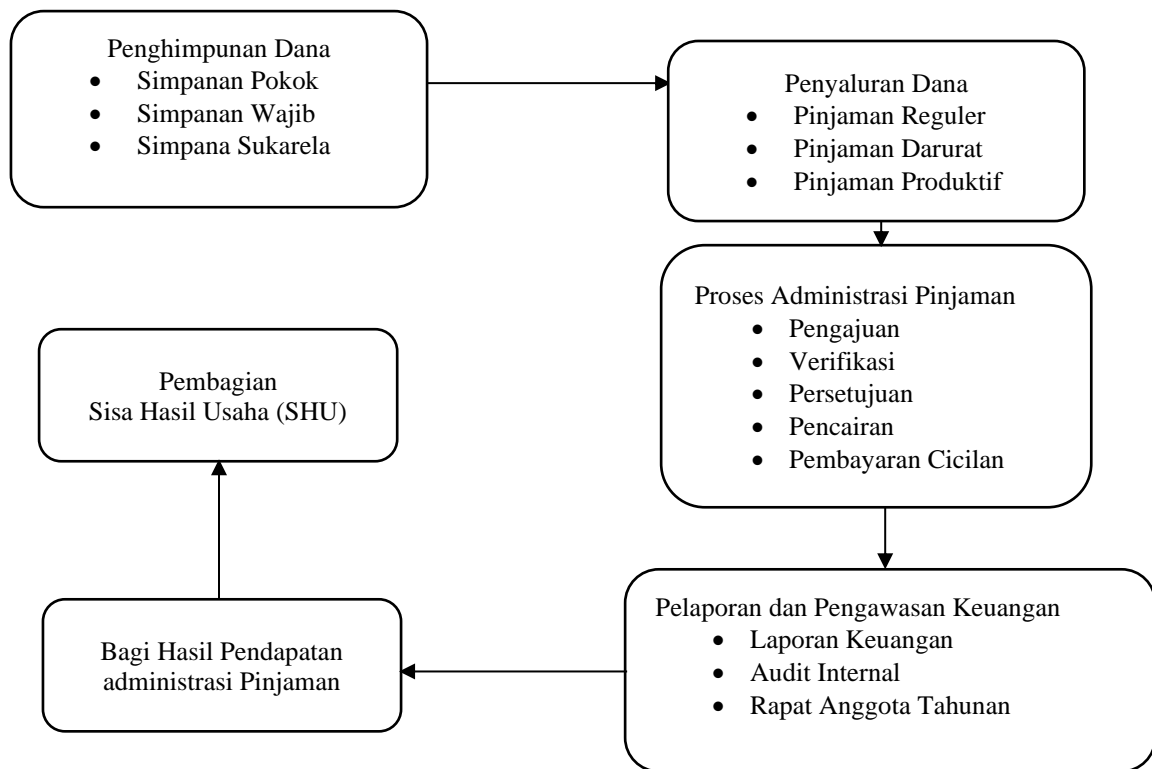 Penghimpunan Dana
• Simpanan Pokok
• Simpanan Wajib
• Simpana Sukarela
Penyaluran Dana
• Pinjaman Reguler
• Pinjaman Darurat
• Pinjaman Produktif
Proses Administrasi Pinjaman
• Pengajuan
• Verifikasi
• Persetujuan
• Pencairan
• Pembayaran Cicilan
Pelaporan dan Pengawasan Keuangan
• Laporan Keuangan
• Audit Internal
• Rapat Anggota Tahunan
Bagi Hasil Pendapatan
administrasi Pinjaman
Pembagian
Sisa Hasil Usaha (SHU)